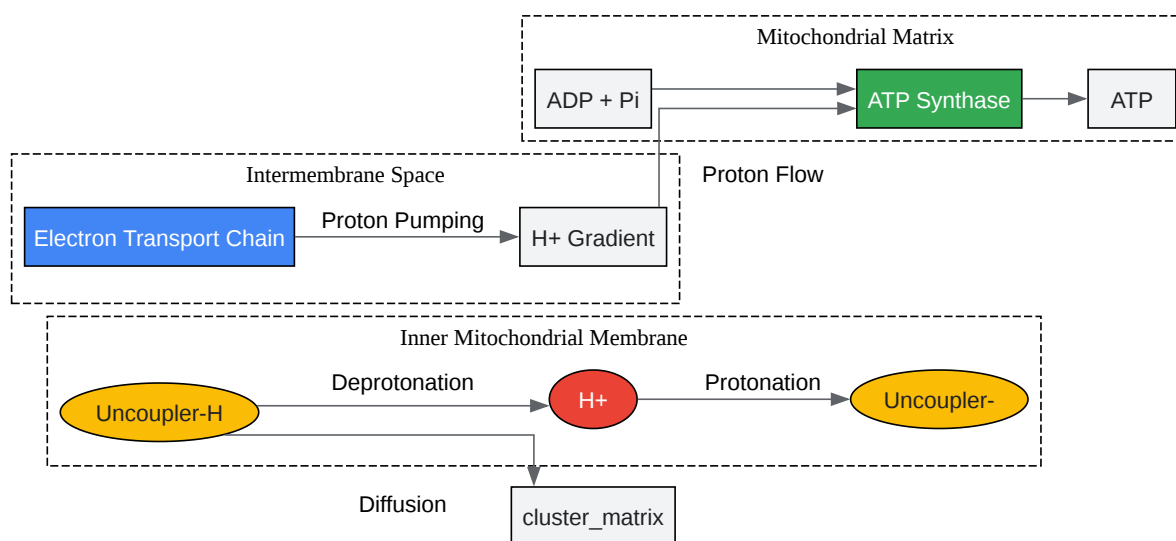 Mitochondrial Matrix
ADP + Pi
ATP Synthase
ATP
Proton Flow
Intermembrane Space
Electron Transport Chain
Proton Pumping
H+ Gradient
Inner Mitochondrial Membrane
Uncoupler-H
Deprotonation
H+
Protonation
Uncoupler-
Diffusion
cluster_matrix